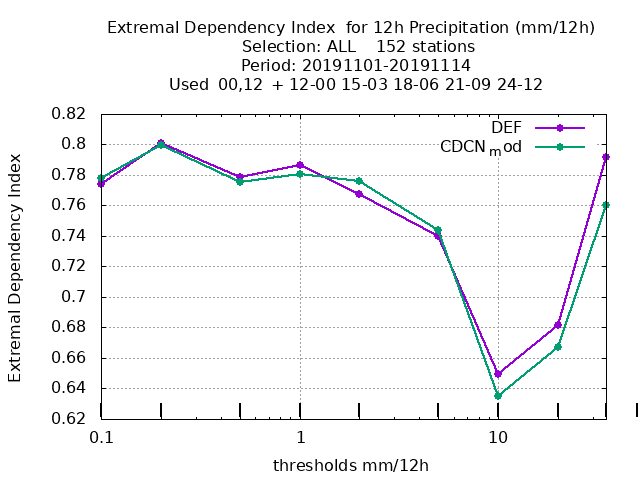 Extremal Dependency Index  for 12h Precipitation (mm/12h)
Selection: ALL    152 stations
Period: 20191101-20191114
Used  00,12  + 12-00 15-03 18-06 21-09 24-12
DEF
CDCN_mod
Extremal Dependency Index
0.82
0.8
0.78
0.76
0.74
0.72
0.7
0.68
0.66
0.64
0.62
0.1
1
10
thresholds mm/12h